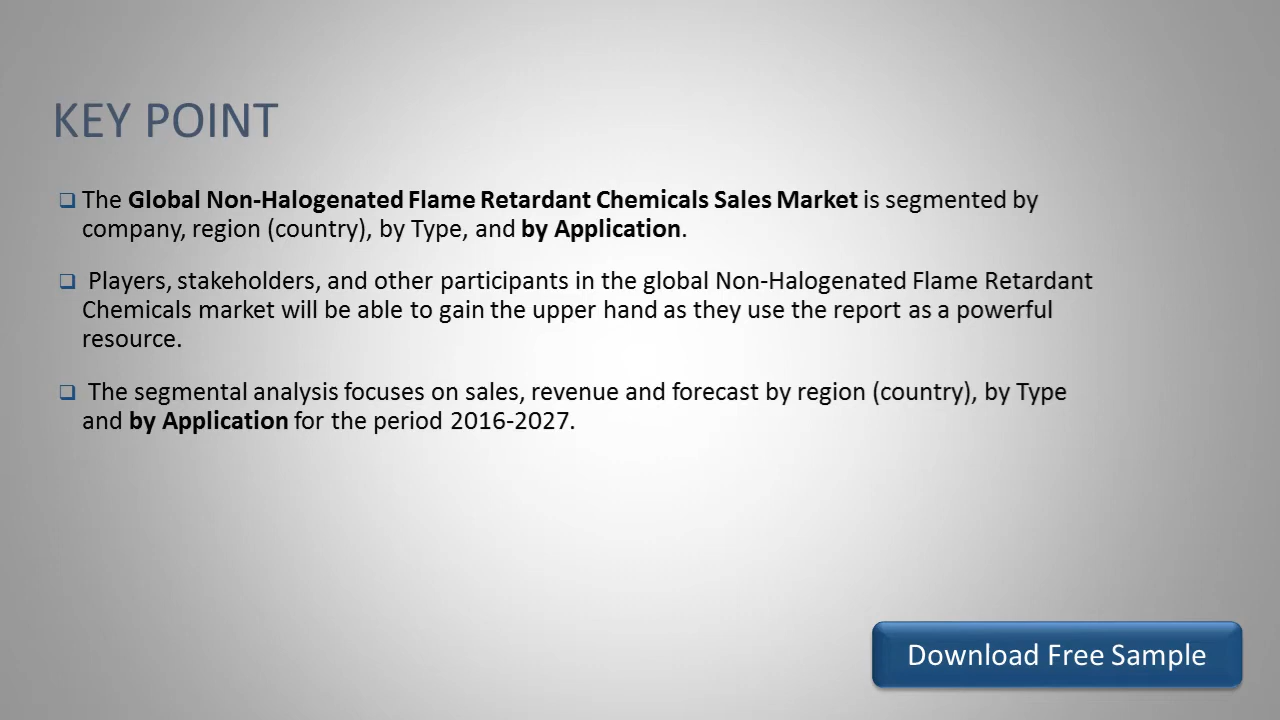 KEY POINT
The Global Non-Halogenated Flame Retardant Chemicals Sales Market is segmented by
company, region (country), by Type, and by Application.
Players, stakeholders, and other participants in the global Non-Halogenated Flame Retardant
Chemicals market will be able to gain the upper hand as they use the report as a powerful
resource.
The segmental analysis focuses on sales, revenue and forecast by region (country), by Type
and by Application for the period 2016-2027.
Download Free Sample